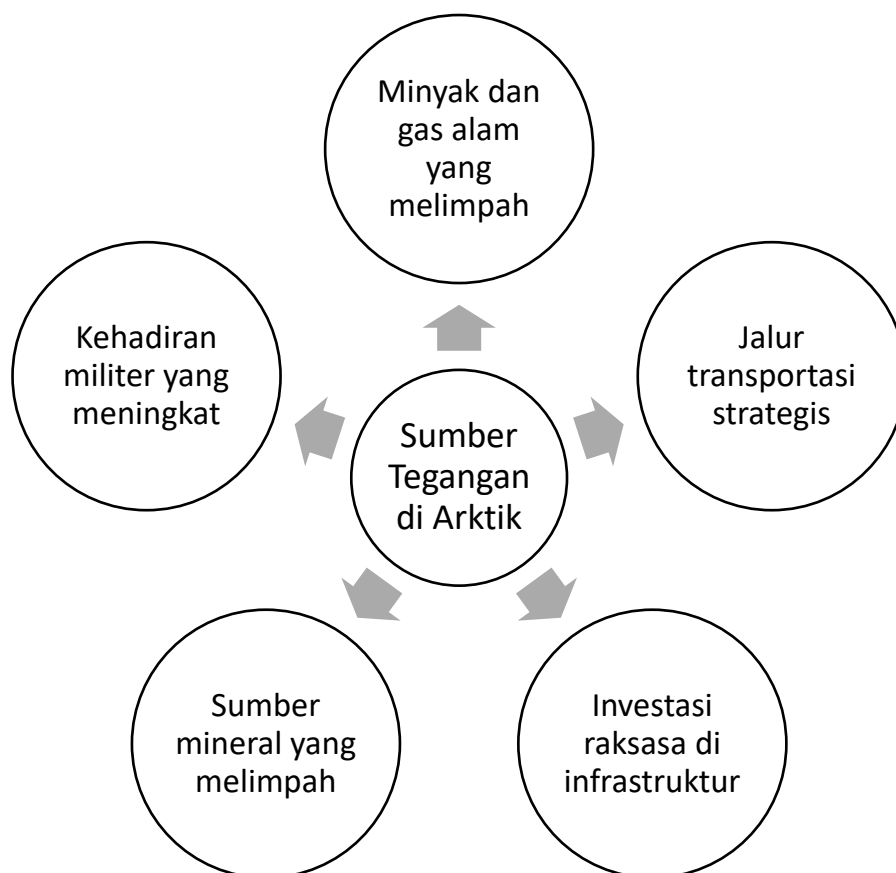 Minyak dan
gas alam
yang
melimpah
Kehadiran
militer yang
meningkat
Jalur
transportasi
strategis
Sumber
Tegangan
di Arktik
Sumber
mineral yang
melimpah
Investasi
raksasa di
infrastruktur